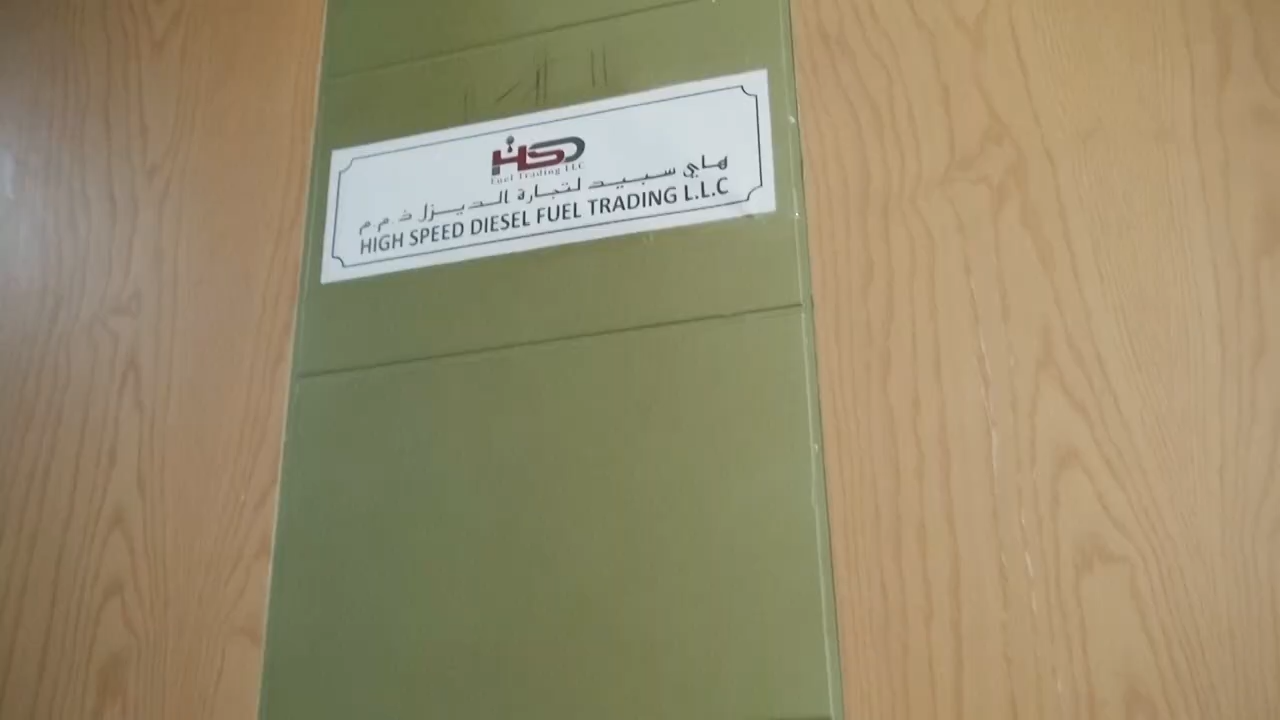 HSD
Fuel Trading LLC
هاي سبيد لتجارة الديزل ذ م م
HIGH SPEED DIESEL FUEL TRADING L.L.C